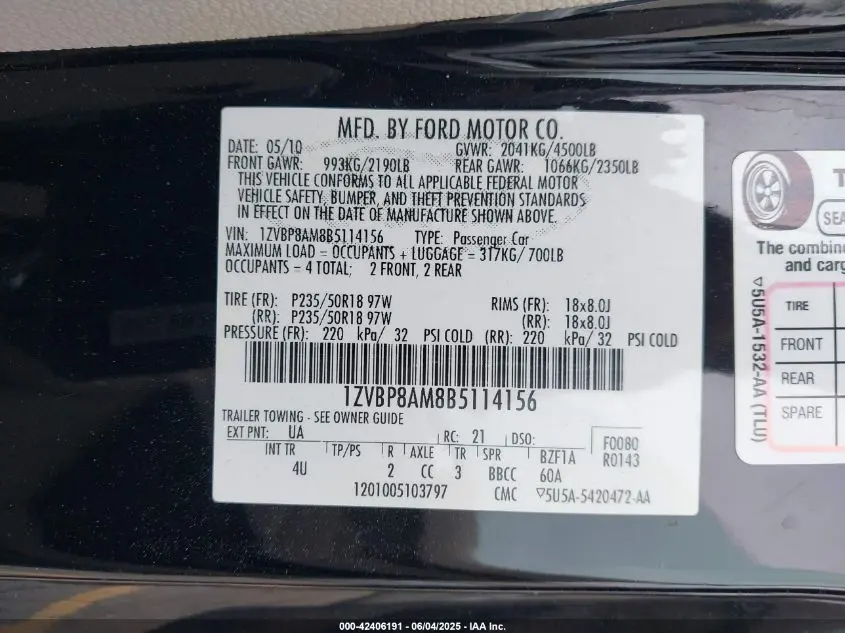 MFD. BY FORD MOTOR CO.
DATE: 05/10 GVWR: 2041KG/4500LB
FRONT GAWR: 993KG/2190LB REAR GAWR: 1066KG/2350LB
THIS VEHICLE CONFORMS TO ALL APPLICABLE FEDERAL MOTOR
VEHICLE SAFETY, BUMPER, AND THEFT PREVENTION STANDARDS
IN EFFECT ON THE DATE OF MANUFACTURE SHOWN ABOVE.
VIN: 1ZVBP8AM8B5114156 TYPE: Passenger Car
MAXIMUM LOAD = OCCUPANTS + LUGGAGE = 317KG/ 700LB
OCCUPANTS = 4 TOTAL; 2 FRONT, 2 REAR
TIRE (FR): P235/50R18 97W RIMS (FR): 18x8.0J
(RR): P235/50R18 97W (RR): 18x8.0J
PRESSURE (FR): 220 kPa/ 32 PSI COLD (RR): 220 kPa/ 32 PSI COLD
1ZVBP8AM8B5114156
TRAILER TOWING - SEE OWNER GUIDE
EXT PNT: UA RC: 21 DSO: F0080
INT TR TP/PS R AXLE TR SPR BZF1A R0143
4U 2 CC 3 BBCC 60A
1201005103797 CMC ▽5U5A-5420472-AA
T
SEA
The combin
and carg
TIRE
FRONT
REAR
SPARE
▽5U5A-1532-AA (TLU)
000-42406191 - 06/04/2025 - IAA Inc.